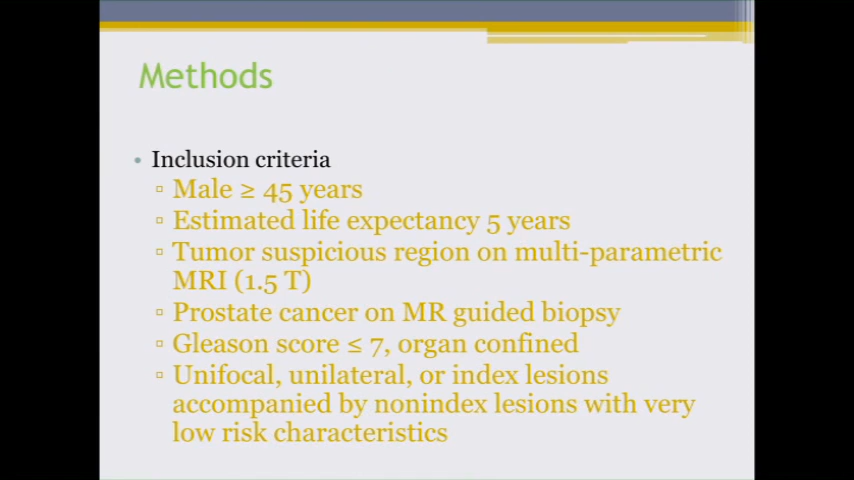 Methods
• Inclusion criteria
▫ Male ≥ 45 years
▫ Estimated life expectancy 5 years
▫ Tumor suspicious region on multi-parametric
MRI (1.5 T)
▫ Prostate cancer on MR guided biopsy
▫ Gleason score ≤ 7, organ confined
▫ Unifocal, unilateral, or index lesions
accompanied by nonindex lesions with very
low risk characteristics